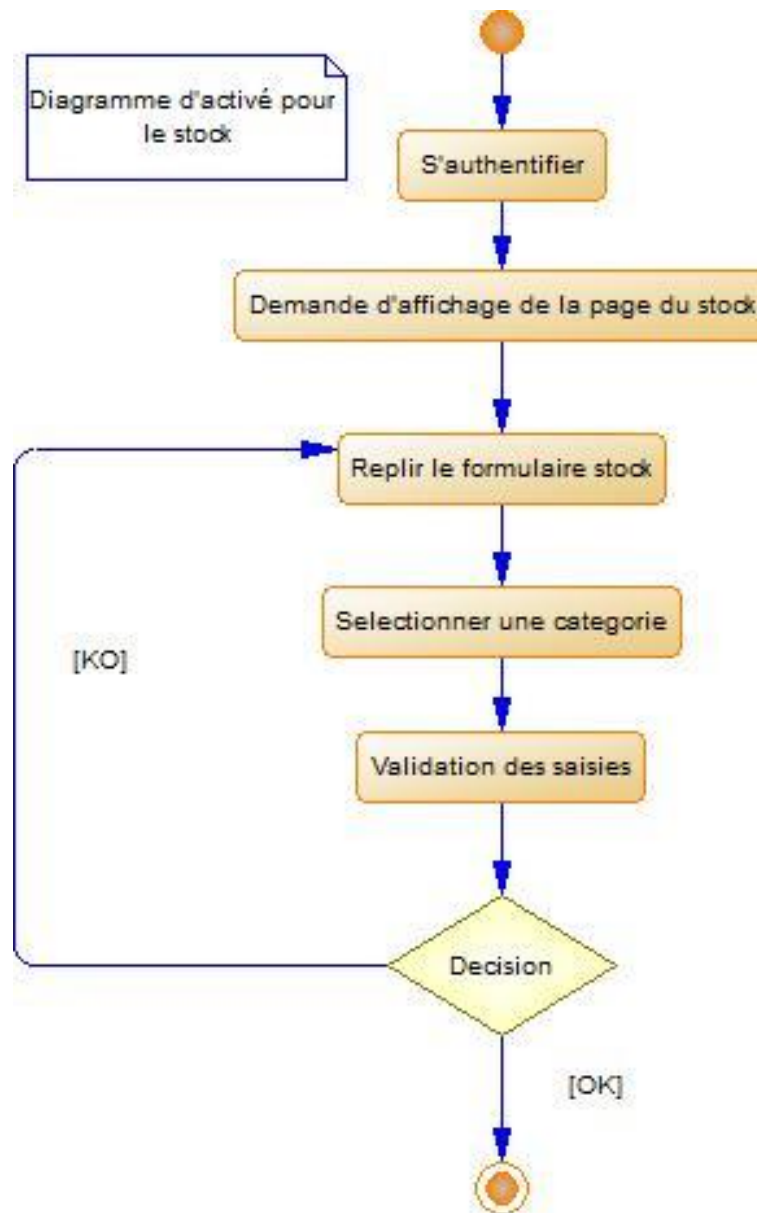 Diagramme d'activé pour
le stock
S'authentifier
Demande d'affichage de la page du stock
Replir le formulaire stock
Selectionner une categorie
[KO]
Validation des saisies
Decision
[OK]